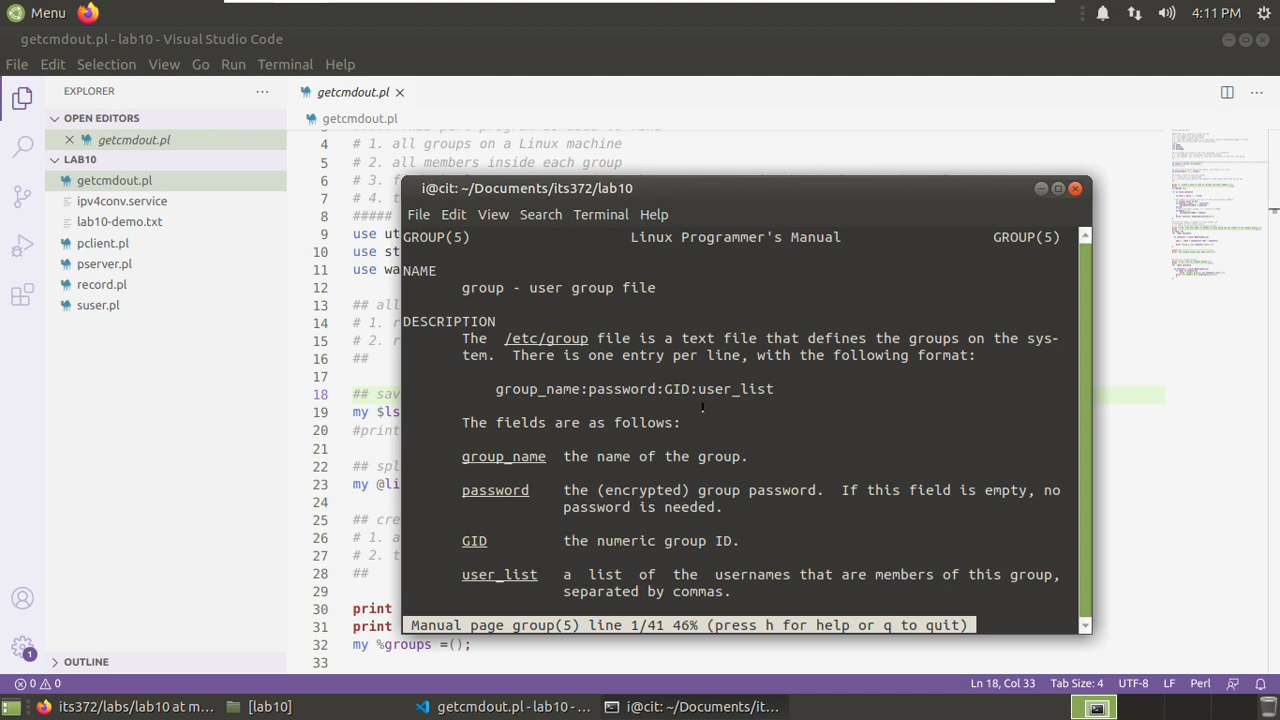 Menu 4:11 PM
getcmdout.pl - lab10 - Visual Studio Code
File Edit Selection View Go Run Terminal Help
EXPLORER ···
getcmdout.pl
OPEN EDITORS
getcmdout.pl
LAB10
getcmdout.pl
ipv4conv.service
lab10-demo.txt
pclient.pl
pserver.pl
record.pl
suser.pl
OUTLINE
getcmdout.pl
4 # 1. all groups on a Linux machine
5 # 2. all members inside each group
6 # 3. f
7 # 4. t
8 #####
9 use ut
10 use st
11 use wa
12
13 ## all
14 # 1. r
15 # 2. r
16 ##
17
18 ## sav
19 my $ls
20 #print
21
22 ## spl
23 my @li
24
25 ## cre
26 # 1. a
27 # 2. t
28 ##
29
30 print
31 print
32 my %groups =();
33
i@cit: ~/Documents/its372/lab10
File Edit View Search Terminal Help
GROUP(5) Linux Programmer's Manual GROUP(5)
NAME
group - user group file
DESCRIPTION
The /etc/group file is a text file that defines the groups on the sys-
tem. There is one entry per line, with the following format:
group_name:password:GID:user_list
The fields are as follows:
group_name the name of the group.
password the (encrypted) group password. If this field is empty, no
password is needed.
GID the numeric group ID.
user_list a list of the usernames that are members of this group,
separated by commas.
Manual page group(5) line 1/41 46% (press h for help or q to quit)
1
0 0 Ln 18, Col 33 Tab Size: 4 UTF-8 LF Perl
its372/labs/lab10 at m... [lab10] getcmdout.pl - lab10 - ... i@cit: ~/Documents/it...